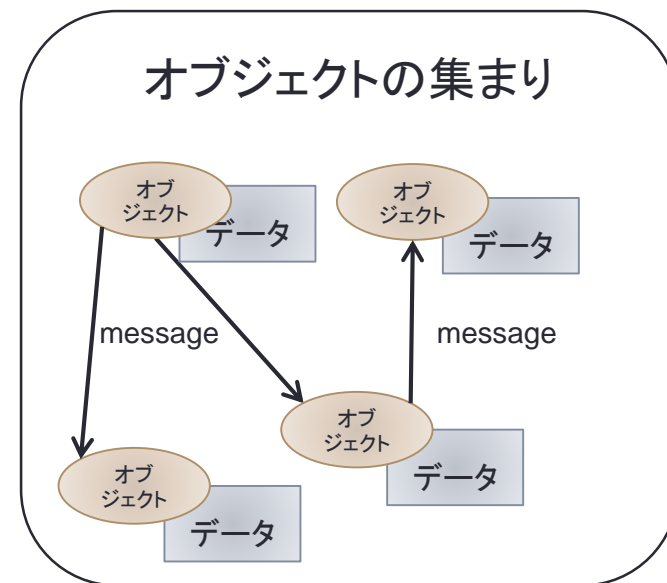 オブジェクトの集まり
オブ
ジェクト
データ
オブ
ジェクト
データ
message
message
オブ
ジェクト
データ
オブ
ジェクト
データ